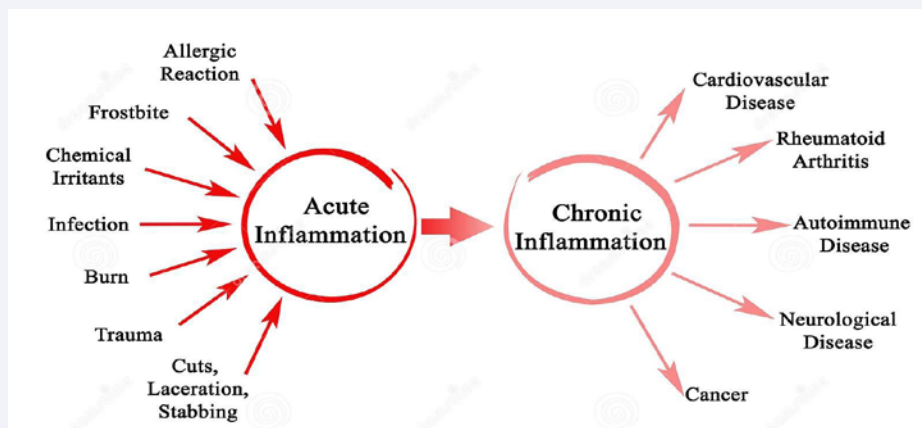 Allergic
Reaction
Frostbite
Chemical
Irritants
Infection
Burn
Trauma
Cuts,
Laceration,
Stabbing
Acute
Inflammation
Chronic
Inflammation
Cardiovascular
Disease
Rheumatoid
Arthritis
Autoimmune
Disease
Neurological
Disease
Cancer